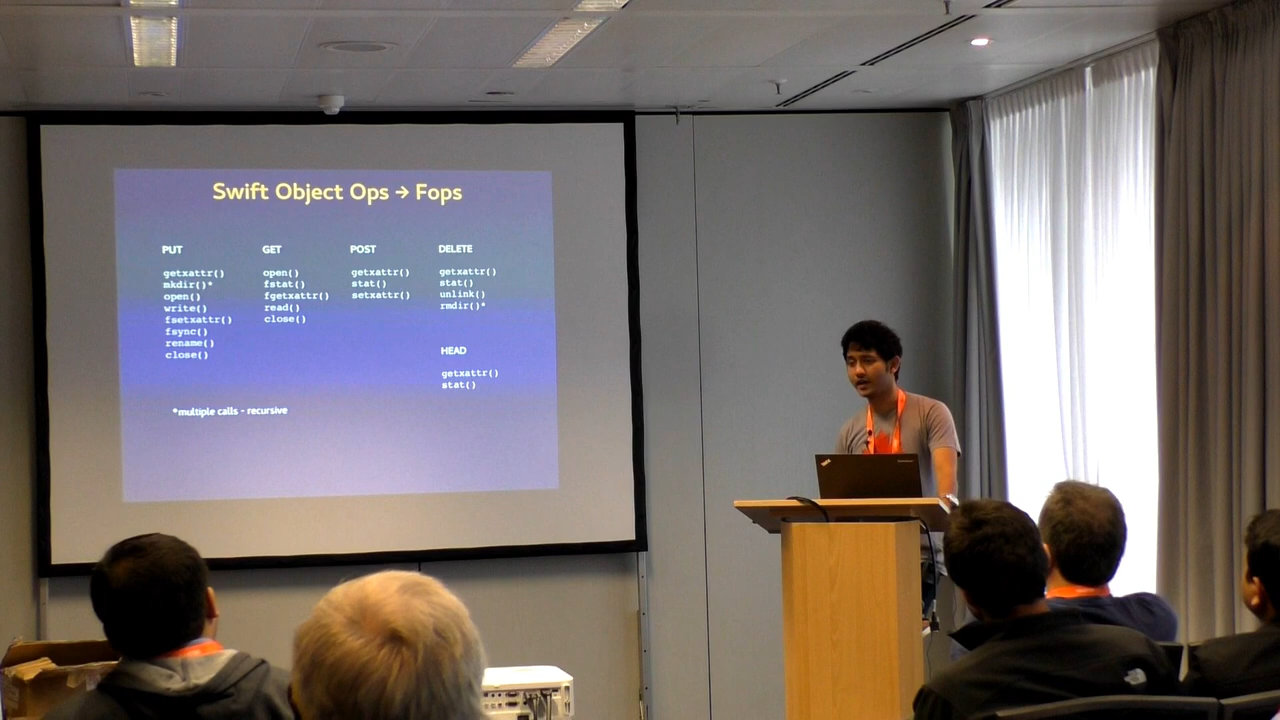 Swift Object Ops → Fops
PUT
getxattr()
mkdir()*
open()
write()
fsetxattr()
fsync()
rename()
close()
GET
open()
fstat()
fgetxattr()
read()
close()
POST
getxattr()
stat()
setxattr()
DELETE
getxattr()
stat()
unlink()
rmdir()*
HEAD
getxattr()
stat()
*multiple calls - recursive